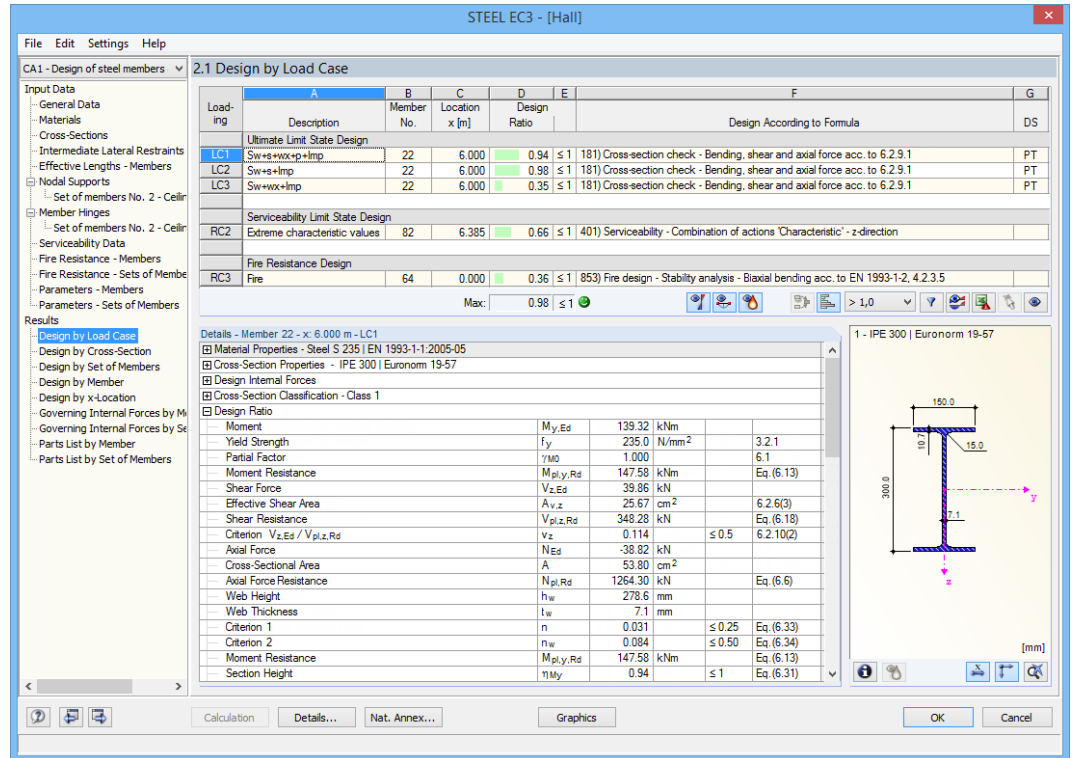 STEEL EC3 - [Hall]
File Edit Settings Help
CA1 - Design of steel members
2.1 Design by Load Case
Input Data
General Data
Materials
Cross-Sections
Intermediate Lateral Restraints
Effective Lengths - Members
Nodal Supports
Set of members No. 2 - Ceilin
Member Hinges
Set of members No. 2 - Ceilin
Serviceability Data
Fire Resistance - Members
Fire Resistance - Sets of Membe
Parameters - Members
Parameters - Sets of Members
Results
Design by Load Case
Design by Cross-Section
Design by Set of Members
Design by Member
Design by x-Location
Governing Internal Forces by M
Governing Internal Forces by Se
Parts List by Member
Parts List by Set of Members
A B C D E F G
Load- Member Location Design
ing Description No. x [m] Ratio Design According to Formula DS
Ultimate Limit State Design
LC1 Sw+s+wx+p+Imp 22 6.000 0.94 ≤ 1 181) Cross-section check - Bending, shear and axial force acc. to 6.2.9.1 PT
LC2 Sw+s+Imp 22 6.000 0.98 ≤ 1 181) Cross-section check - Bending, shear and axial force acc. to 6.2.9.1 PT
LC3 Sw+wx+Imp 22 6.000 0.35 ≤ 1 181) Cross-section check - Bending, shear and axial force acc. to 6.2.9.1 PT
Serviceability Limit State Design
RC2 Extreme characteristic values 82 6.385 0.66 ≤ 1 401) Serviceability - Combination of actions 'Characteristic' - z-direction
Fire Resistance Design
RC3 Fire 64 0.000 0.36 ≤ 1 853) Fire design - Stability analysis - Biaxial bending acc. to EN 1993-1-2, 4.2.3.5
Max: 0.98 ≤ 1 > 1,0
Details - Member 22 - x: 6.000 m - LC1
Material Properties - Steel S 235 | EN 1993-1-1:2005-05
Cross-Section Properties - IPE 300 | Euronorm 19-57
Design Internal Forces
Cross-Section Classification - Class 1
Design Ratio
Moment My,Ed 139.32 kNm
Yield Strength fy 235.0 N/mm2 3.2.1
Partial Factor γM0 1.000 6.1
Moment Resistance Mpl,y,Rd 147.58 kNm Eq.(6.13)
Shear Force Vz,Ed 39.86 kN
Effective Shear Area Av,z 25.67 cm2 6.2.6(3)
Shear Resistance Vpl,z,Rd 348.28 kN Eq.(6.18)
Criterion Vz,Ed / Vpl,z,Rd vz 0.114 ≤ 0.5 6.2.10(2)
Axial Force NEd -38.82 kN
Cross-Sectional Area A 53.80 cm2
Axial Force Resistance Npl,Rd 1264.30 kN Eq.(6.6)
Web Height hw 278.6 mm
Web Thickness tw 7.1 mm
Criterion 1 n 0.031 ≤ 0.25 Eq.(6.33)
Criterion 2 nw 0.084 ≤ 0.50 Eq.(6.34)
Moment Resistance Mpl,y,Rd 147.58 kNm Eq.(6.13)
Section Height ηMy 0.94 ≤ 1 Eq.(6.31)
1 - IPE 300 | Euronorm 19-57
150.0
10.7
15.0
300.0
7.1
y
z
[mm]
Calculation Details... Nat. Annex... Graphics OK Cancel